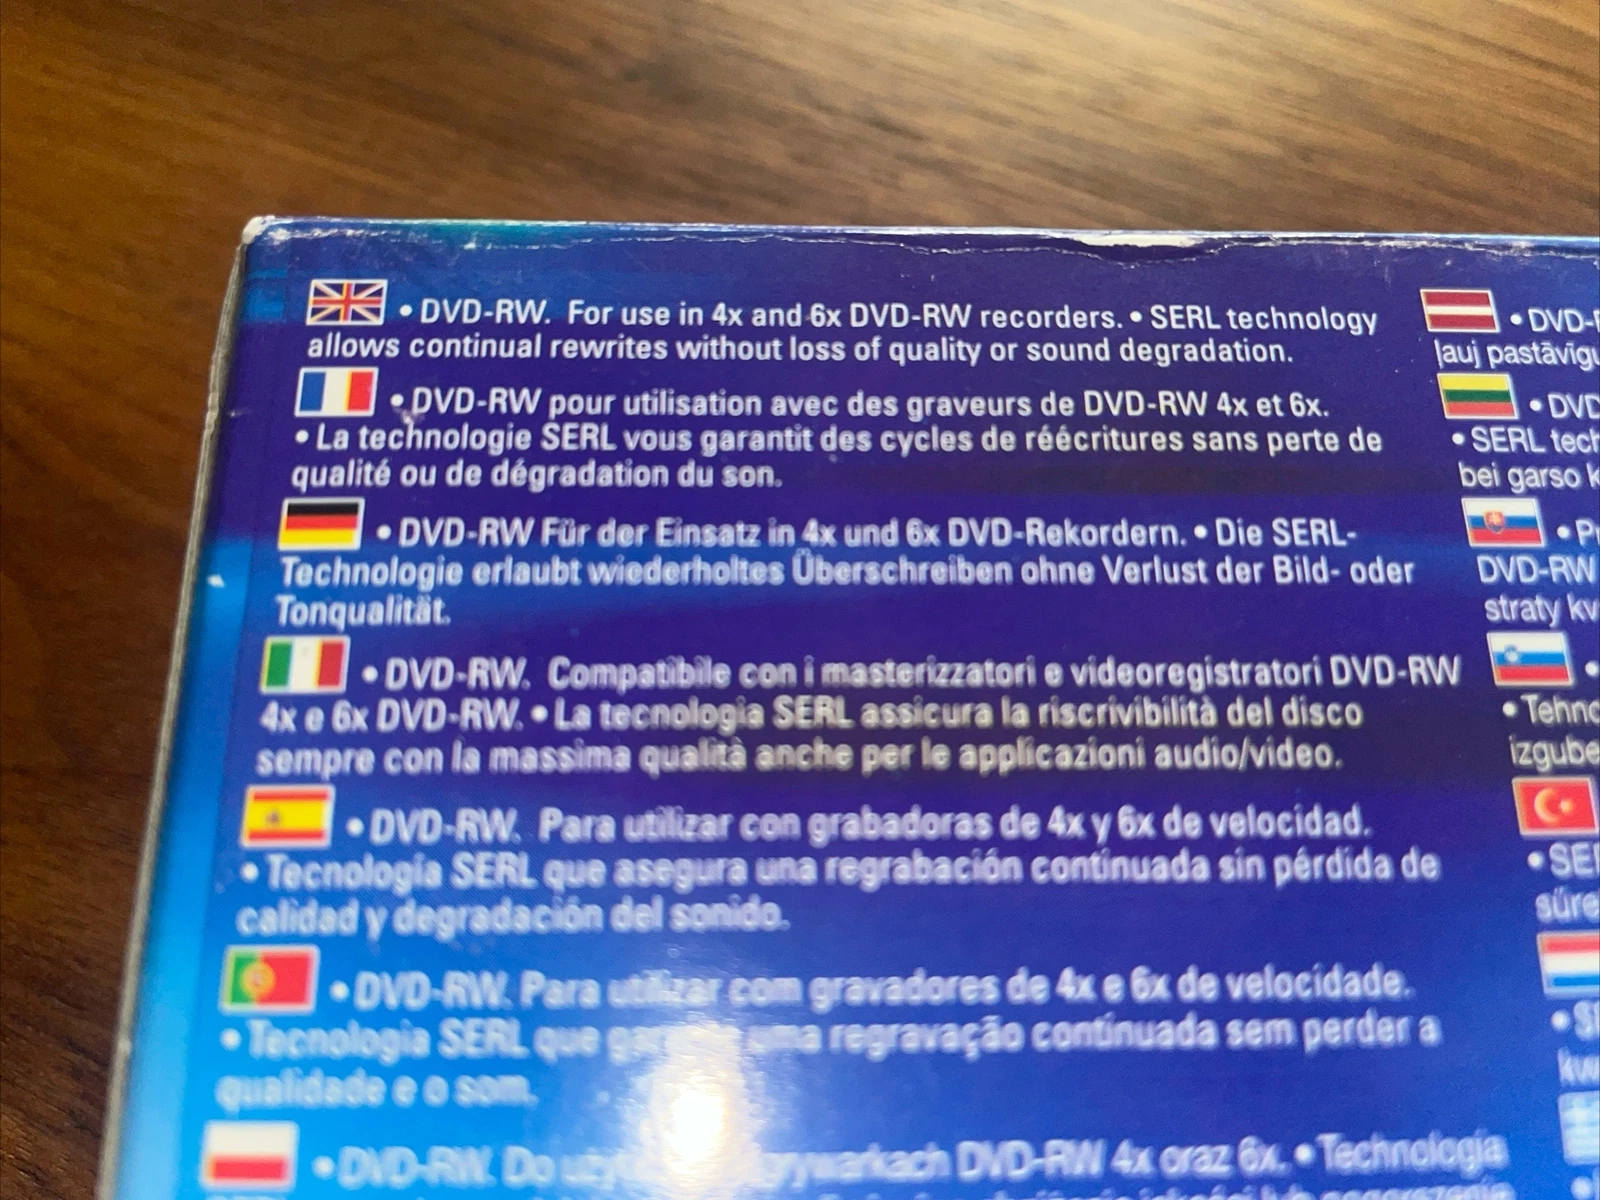 • DVD-RW. For use in 4x and 6x DVD-RW recorders. • SERL technology
allows continual rewrites without loss of quality or sound degradation.
• DVD-RW pour utilisation avec des graveurs de DVD-RW 4x et 6x.
• La technologie SERL vous garantit des cycles de réécritures sans perte de
qualité ou de dégradation du son.
• DVD-RW Für der Einsatz in 4x und 6x DVD-Rekordern. • Die SERL-
Technologie erlaubt wiederholtes Überschreiben ohne Verlust der Bild- oder
Tonqualität.
• DVD-RW. Compatibile con i masterizzatori e videoregistratori DVD-RW
4x e 6x DVD-RW. • La tecnologia SERL assicura la riscrivibilità del disco
sempre con la massima qualità anche per le applicazioni audio/video.
• DVD-RW. Para utilizar con grabadoras de 4x y 6x de velocidad.
• Tecnología SERL que asegura una regrabación continuada sin pérdida de
calidad y degradación del sonido.
• DVD-RW. Para utilizar com gravadores de 4x e 6x de velocidade.
• Tecnologia SERL que uma regravação continuada sem perder a
qualidade e o som.
• DVD-RW. Do DVD-RW 4x oraz 6x. • Technologia
• DVD-
ļauj
• DVD
• SERL
bei garso
•
DVD-RW
straty
•
•
•
•